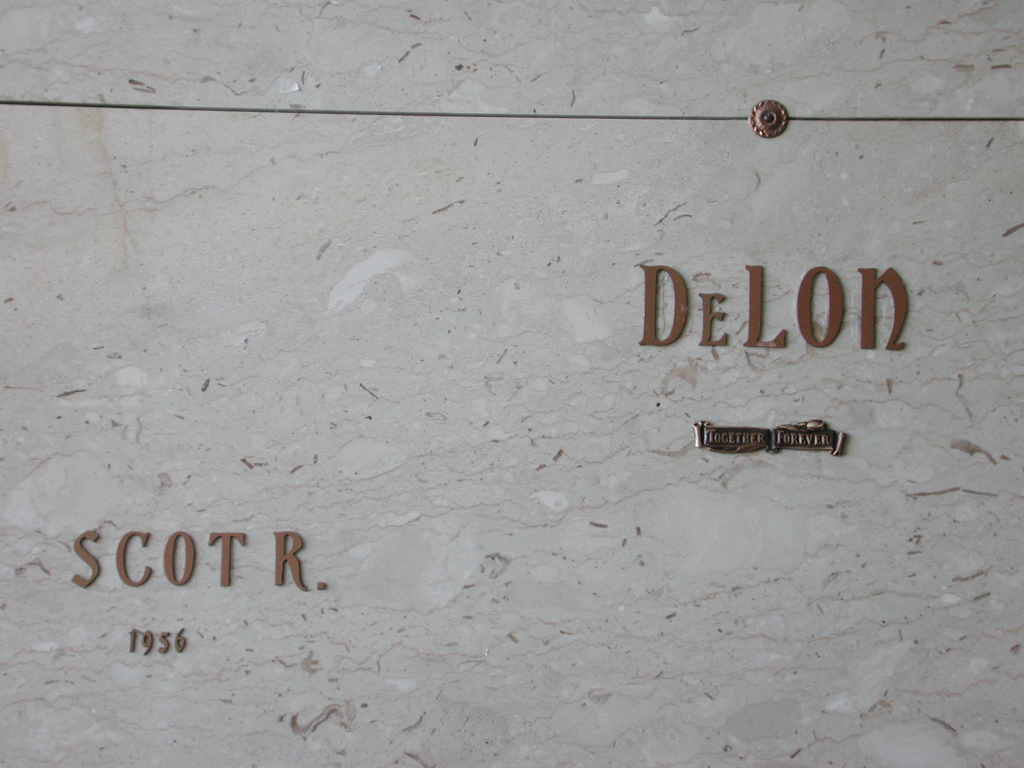 DeLON
TOGETHER FOREVER
SCOT R.
1956